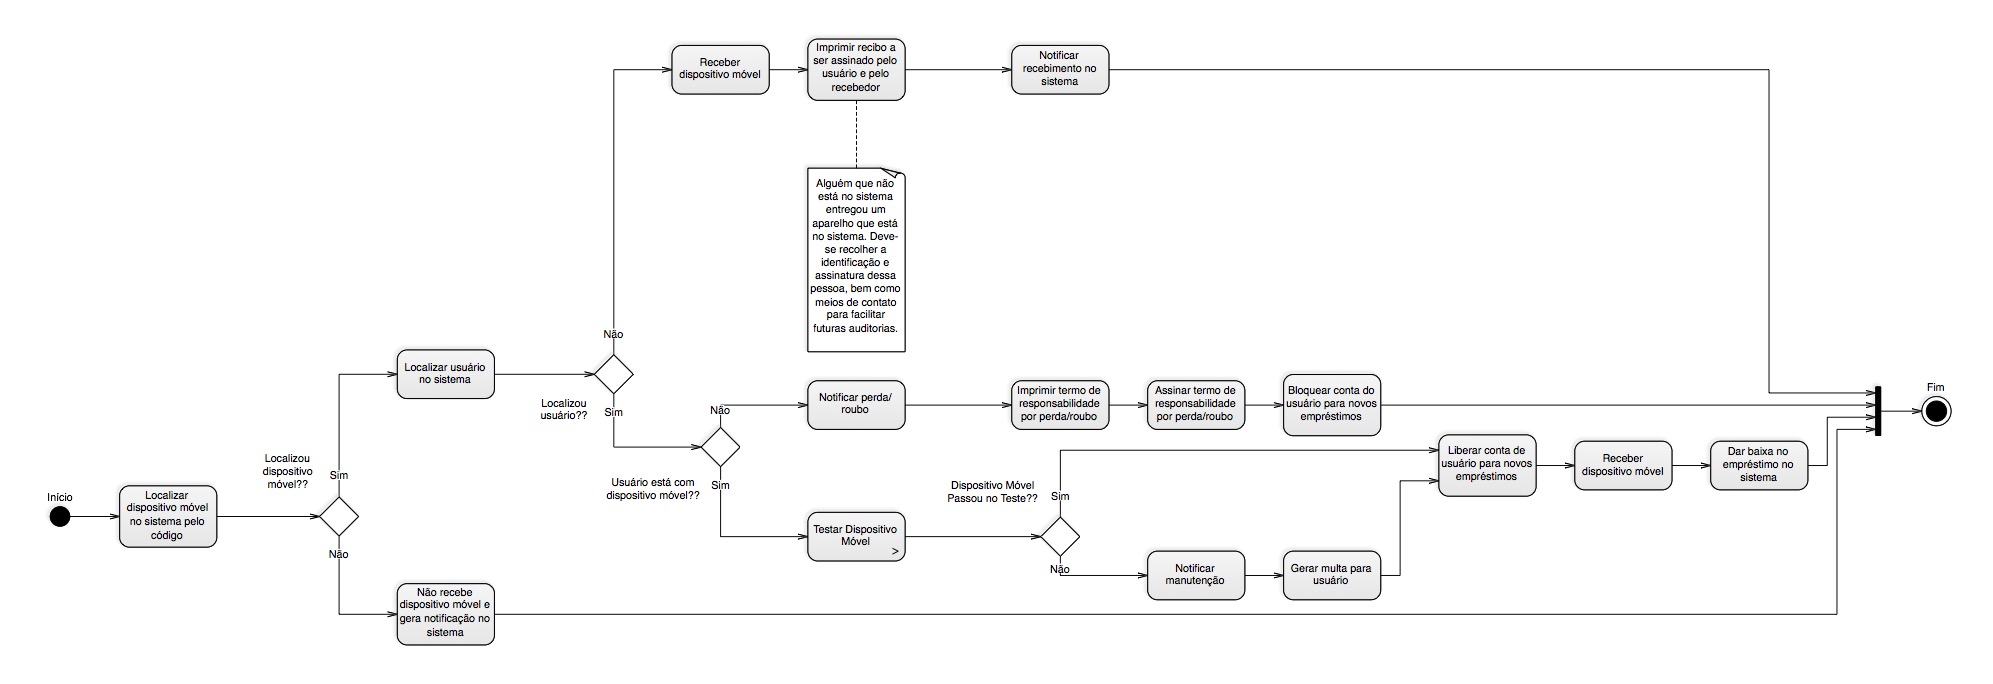 Receber
dispositivo móvel
Imprimir recibo a
ser assinado pelo
usuário e pelo
recebedor
Notificar
recebimento no
sistema
Alguém que não
está no sistema
entregou um
aparelho que está
no sistema. Deve-
se recolher a
identificação e
assinatura dessa
pessoa, bem como
meios de contato
para facilitar
futuras auditorias.
Não
Localizar usuário
no sistema
Localizou
usuário??
Sim
Não
Notificar perda/
roubo
Imprimir termo de
responsabilidade
por perda/roubo
Assinar termo de
responsabilidade
por perda/roubo
Bloquear conta do
usuário para novos
empréstimos
Fim
Localizou
dispositivo
móvel??
Sim
Usuário está com
dispositivo móvel??
Sim
Dispositivo Móvel
Passou no Teste??
Sim
Liberar conta de
usuário para novos
empréstimos
Receber
dispositivo móvel
Dar baixa no
empréstimo no
sistema
Início
Localizar
dispositivo móvel
no sistema pelo
código
Não
Testar Dispositivo
Móvel
>
Não
Notificar
manutenção
Gerar multa para
usuário
Não recebe
dispositivo móvel e
gera notificação no
sistema